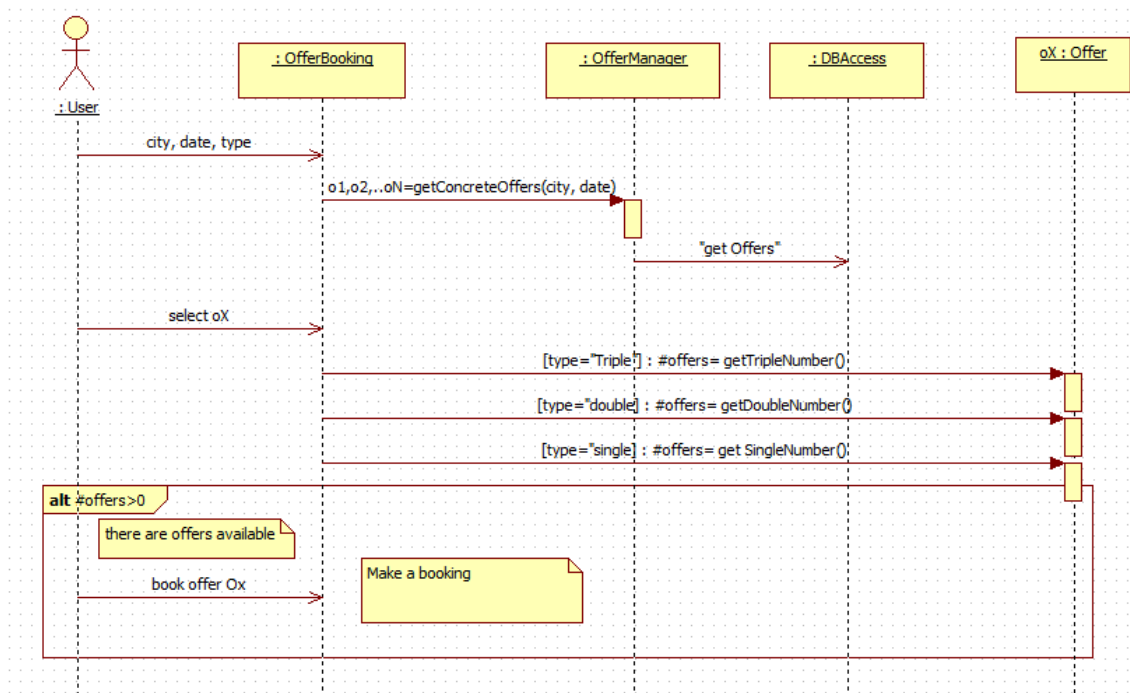 : OfferBooking
: OfferManager
: DBAccess
oX : Offer
: User
city, date, type
o1,o2,..oN=getConcreteOffers(city, date)
"get Offers"
select oX
[type="Triple"] : #offers= getTripleNumber()
[type="double] : #offers= getDoubleNumber()
[type="single] : #offers= get SingleNumber()
alt #offers>0
there are offers available
Make a booking
book offer Ox